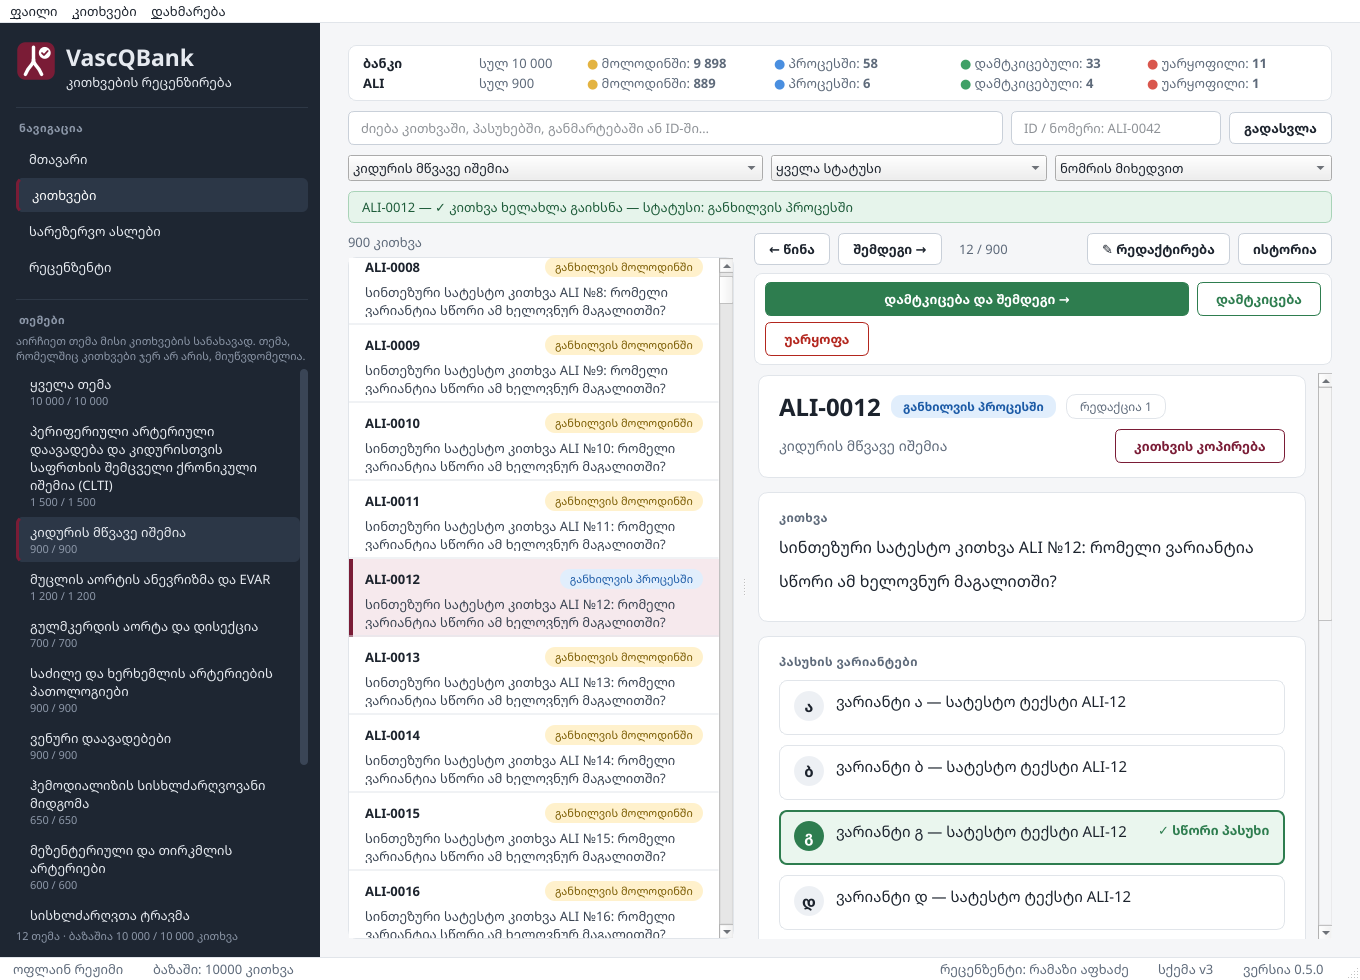 ფაილი კითხვები დახმარება
VascQBank
კითხვების რეცენზირება
ნავიგაცია
მთავარი
კითხვები
სარეზერვო ასლები
რეცენზენტი
თემები
აირჩიეთ თემა მისი კითხვების სანახავად. თემა,
რომელშიც კითხვები ჯერ არ არის, მიუწვდომელია.
ყველა თემა
10 000 / 10 000
პერიფერიული არტერიული
დაავადება და კიდურისთვის
საფრთხის შემცველი ქრონიკული
იშემია (CLTI)
1 500 / 1 500
კიდურის მწვავე იშემია
900 / 900
მუცლის აორტის ანევრიზმა და EVAR
1 200 / 1 200
გულმკერდის აორტა და დისექცია
700 / 700
საძილე და ხერხემლის არტერიების
პათოლოგიები
900 / 900
ვენური დაავადებები
900 / 900
ჰემოდიალიზის სისხლძარღვოვანი
მიდგომა
650 / 650
მეზენტერიული და თირკმლის
არტერიები
600 / 600
სისხლძარღვთა ტრავმა
12 თემა · ბაზაშია 10 000 / 10 000 კითხვა
ბანკი სულ 10 000 მოლოდინში: 9 898 პროცესში: 58 დამტკიცებული: 33 უარყოფილი: 11
ALI სულ 900 მოლოდინში: 889 პროცესში: 6 დამტკიცებული: 4 უარყოფილი: 1
ძიება კითხვაში, პასუხებში, განმარტებაში ან ID-ში… ID / ნომერი: ALI-0042 გადასვლა
კიდურის მწვავე იშემია ყველა სტატუსი ნომრის მიხედვით
ALI-0012 — ✓ კითხვა ხელახლა გაიხსნა — სტატუსი: განხილვის პროცესში
900 კითხვა
ALI-0008 განხილვის მოლოდინში
სინთეზური სატესტო კითხვა ALI №8: რომელი
ვარიანტია სწორი ამ ხელოვნურ მაგალითში?
ALI-0009 განხილვის მოლოდინში
სინთეზური სატესტო კითხვა ALI №9: რომელი
ვარიანტია სწორი ამ ხელოვნურ მაგალითში?
ALI-0010 განხილვის მოლოდინში
სინთეზური სატესტო კითხვა ALI №10: რომელი
ვარიანტია სწორი ამ ხელოვნურ მაგალითში?
ALI-0011 განხილვის მოლოდინში
სინთეზური სატესტო კითხვა ALI №11: რომელი
ვარიანტია სწორი ამ ხელოვნურ მაგალითში?
ALI-0012 განხილვის პროცესში
სინთეზური სატესტო კითხვა ALI №12: რომელი
ვარიანტია სწორი ამ ხელოვნურ მაგალითში?
ALI-0013 განხილვის მოლოდინში
სინთეზური სატესტო კითხვა ALI №13: რომელი
ვარიანტია სწორი ამ ხელოვნურ მაგალითში?
ALI-0014 განხილვის მოლოდინში
სინთეზური სატესტო კითხვა ALI №14: რომელი
ვარიანტია სწორი ამ ხელოვნურ მაგალითში?
ALI-0015 განხილვის მოლოდინში
სინთეზური სატესტო კითხვა ALI №15: რომელი
ვარიანტია სწორი ამ ხელოვნურ მაგალითში?
ALI-0016 განხილვის მოლოდინში
სინთეზური სატესტო კითხვა ALI №16: რომელი
ვარიანტია სწორი ამ ხელოვნურ მაგალითში?
← წინა შემდეგი → 12 / 900 ✎ რედაქტირება ისტორია
დამტკიცება და შემდეგი → დამტკიცება
უარყოფა
ALI-0012 განხილვის პროცესში რედაქცია 1
კიდურის მწვავე იშემია კითხვის კოპირება
კითხვა
სინთეზური სატესტო კითხვა ALI №12: რომელი ვარიანტია
სწორი ამ ხელოვნურ მაგალითში?
პასუხის ვარიანტები
ა ვარიანტი ა — სატესტო ტექსტი ALI-12
ბ ვარიანტი ბ — სატესტო ტექსტი ALI-12
გ ვარიანტი გ — სატესტო ტექსტი ALI-12 ✓ სწორი პასუხი
დ ვარიანტი დ — სატესტო ტექსტი ALI-12
ოფლაინ რეჟიმი ბაზაში: 10000 კითხვა რეცენზენტი: რამაზი აფხაძე სქემა v3 ვერსია 0.5.0